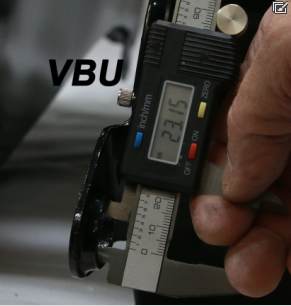 VBU
inch/mm
23.15
ZERO
OFF
ON